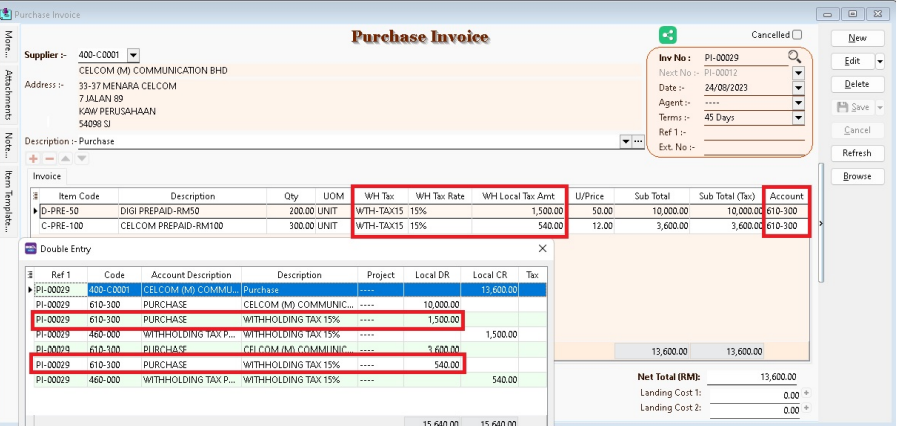 Purchase Invoice
Purchase Invoice
Cancelled
More...
Attachments
Note...
Item Template...
Supplier :- 400-C0001
CELCOM (M) COMMUNICATION BHD
Address :- 33-37 MENARA CELCOM
7 JALAN 89
KAW PERUSAHAAN
54098 SJ
Description :- Purchase
Inv No : PI-00029
Next No :- PI-00012
Date :- 24/08/2023
Agent :- ----
Terms :- 45 Days
Ref 1 :-
Ext. No :-
New
Edit
Delete
Save
Cancel
Refresh
Browse
Invoice
Item Code Description Qty UOM WH Tax WH Tax Rate WH Local Tax Amt U/Price Sub Total Sub Total (Tax) Account
D-PRE-50 DIGI PREPAID-RM50 200.00 UNIT WTH-TAX15 15% 1,500.00 50.00 10,000.00 10,000.00 610-300
C-PRE-100 CELCOM PREPAID-RM100 300.00 UNIT WTH-TAX15 15% 540.00 12.00 3,600.00 3,600.00 610-300
Double Entry
Ref 1 Code Account Description Description Project Local DR Local CR Tax
PI-00029 400-C0001 CELCOM (M) COMMU... Purchase ---- 13,600.00
PI-00029 610-300 PURCHASE CELCOM (M) COMMUNIC... ---- 10,000.00
PI-00029 610-300 PURCHASE WITHHOLDING TAX 15% ---- 1,500.00
PI-00029 460-000 WITHHOLDING TAX P... WITHHOLDING TAX 15% ---- 1,500.00
PI-00029 610-300 PURCHASE CELCOM (M) COMMUNIC... ---- 3,600.00
PI-00029 610-300 PURCHASE WITHHOLDING TAX 15% ---- 540.00
PI-00029 460-000 WITHHOLDING TAX P... WITHHOLDING TAX 15% ---- 540.00
15,640.00 15,640.00
13,600.00 13,600.00
Net Total (RM): 13,600.00
Landing Cost 1: 0.00 +
Landing Cost 2: 0.00 +